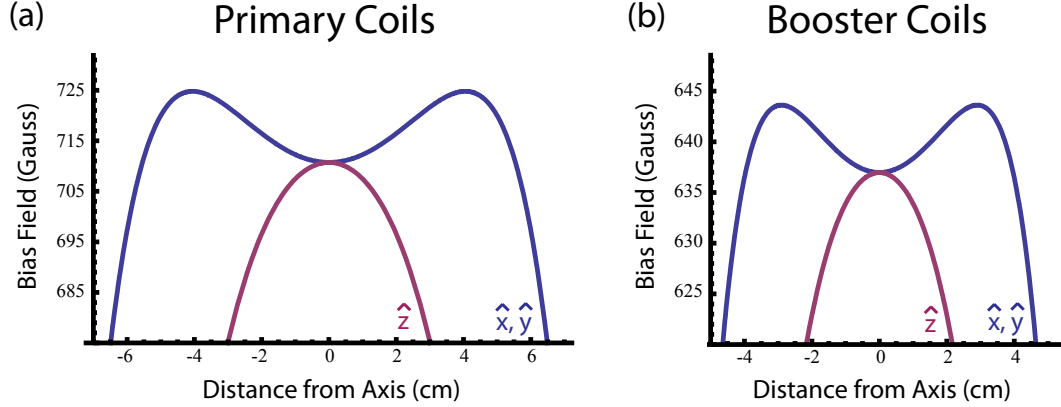 (a) Primary Coils
Bias Field (Gauss)
725
715
705
695
685
ẑ
x̂, ŷ
-6 -4 -2 0 2 4 6
Distance from Axis (cm)
(b) Booster Coils
Bias Field (Gauss)
645
640
635
630
625
ẑ
x̂, ŷ
-4 -2 0 2 4
Distance from Axis (cm)